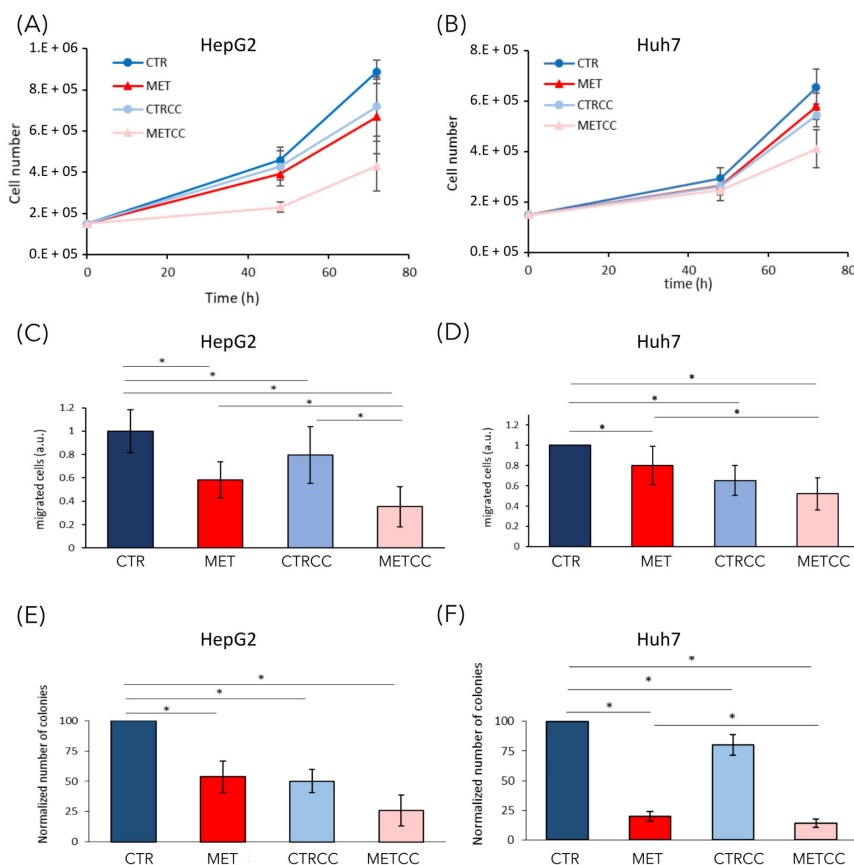 (A)
HepG2
1.E + 06
8.E + 05
6.E + 05
4.E + 05
2.E + 05
0.E + 05
Cell number
CTR
MET
CTRCC
METCC
0 20 40 60 80
Time (h)
(B)
Huh7
8.E + 05
6.E + 05
4.E + 05
2.E + 05
0.E + 05
Cell number
CTR
MET
CTRCC
METCC
0 20 40 60 80
time (h)
(C)
HepG2
* 
*
*
*
*
1.2
1
0.8
0.6
0.4
0.2
0
migrated cells (a.u.)
CTR MET CTRCC METCC
(D)
Huh7
*
*
*
*
1.2
1
0.8
0.6
0.4
0.2
0
migrated cells (a.u.)
CTR MET CTRCC METCC
(E)
HepG2
*
*
*
100
75
50
25
0
Normalized number of colonies
CTR MET CTRCC METCC
(F)
Huh7
*
*
*
*
100
75
50
25
0
Normalized number of colonies
CTR MET CTRCC METCC